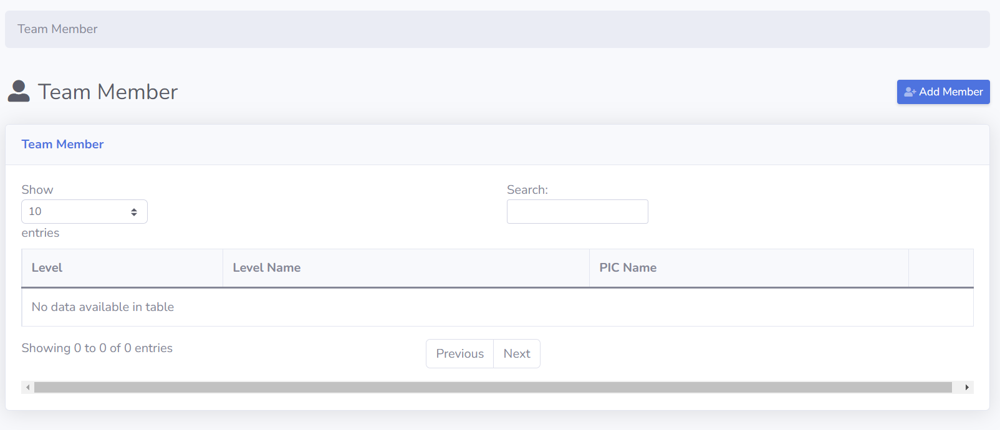 Team Member
Team Member
Add Member
Team Member
Show
Search:
10
entries
Level Level Name PIC Name
No data available in table
Showing 0 to 0 of 0 entries
Previous Next